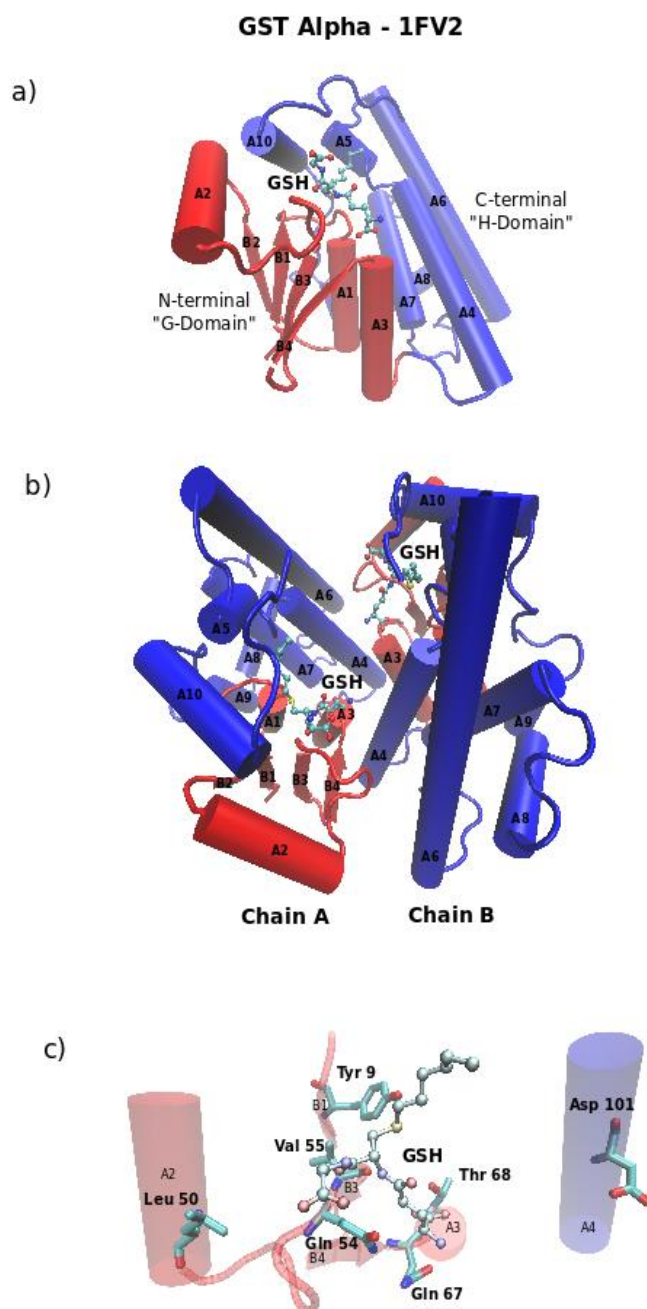 GST Alpha - 1FV2
a)
A10
A5
A2
GSH
A6
C-terminal
"H-Domain"
B2
B1
B3
A1
A8
A7
A3
A4
N-terminal
"G-Domain"
B4
b)
A10
GSH
A6
A5
A8
A7
A4
A3
A10
A9
GSH
A3
A1
A7
A9
B2
B1
B3
B4
A4
A8
A2
A6
Chain A
Chain B
c)
Tyr 9
B1
Asp 101
Val 55
GSH
A2
B3
Thr 68
Leu 50
Gln 54
A3
A4
B4
Gln 67